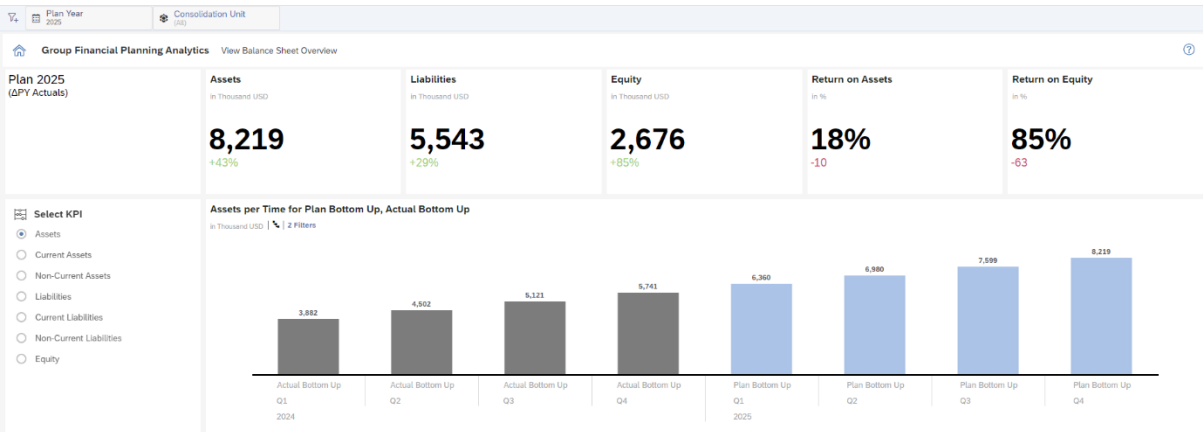 Plan Year
2025
Consolidation Unit
(All)
Group Financial Planning Analytics View Balance Sheet Overview
?
Plan 2025
(ΔPY Actuals)
Assets
in Thousand USD
8,219
+43%
Liabilities
in Thousand USD
5,543
+29%
Equity
in Thousand USD
2,676
+85%
Return on Assets
in %
18%
-10
Return on Equity
in %
85%
-63
Select KPI
Assets
Current Assets
Non-Current Assets
Liabilities
Current Liabilities
Non-Current Liabilities
Equity
Assets per Time for Plan Bottom Up, Actual Bottom Up
in Thousand USD | | 2 Filters
3,882 4,502 5,121 5,741 6,360 6,980 7,599 8,219
Actual Bottom Up Actual Bottom Up Actual Bottom Up Actual Bottom Up Plan Bottom Up Plan Bottom Up Plan Bottom Up Plan Bottom Up
Q1 Q2 Q3 Q4 Q1 Q2 Q3 Q4
2024 2025